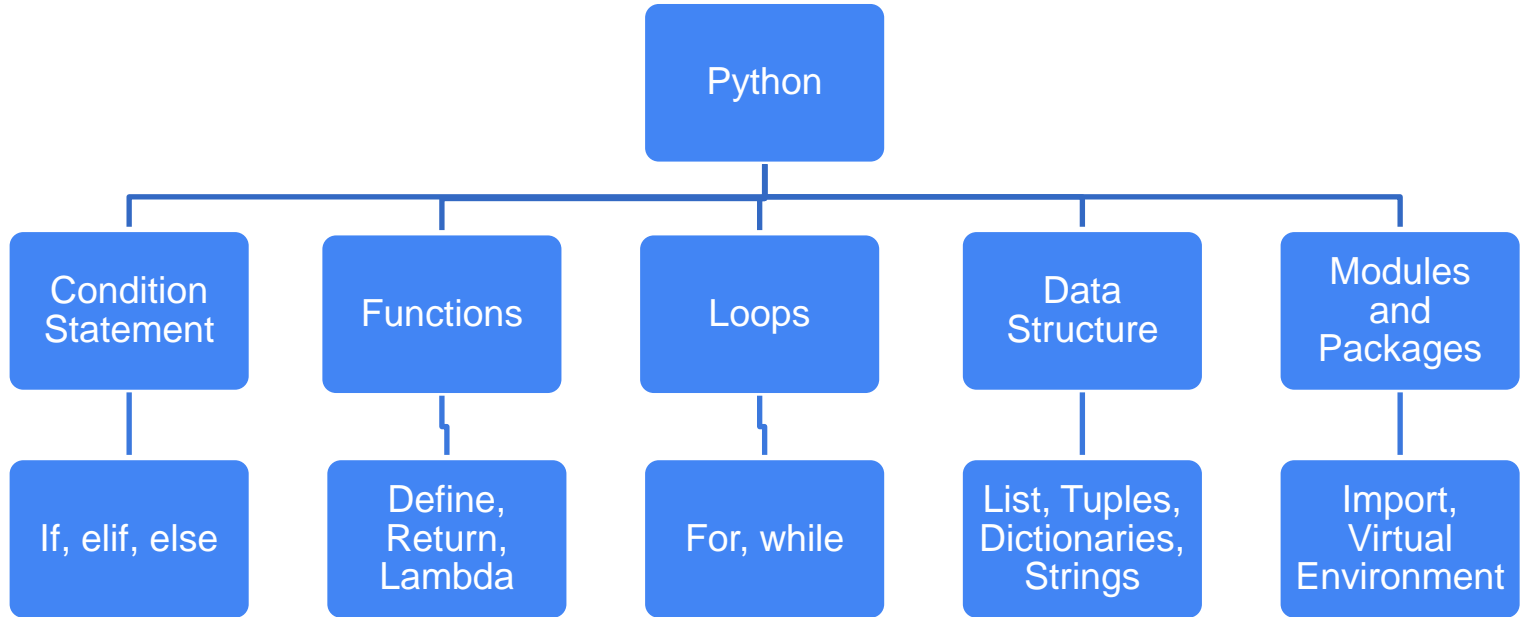 Python
Condition
Statement
Functions
Loops
Data
Structure
Modules
and
Packages
If, elif, else
Define,
Return,
Lambda
For, while
List, Tuples,
Dictionaries,
Strings
Import,
Virtual
Environment